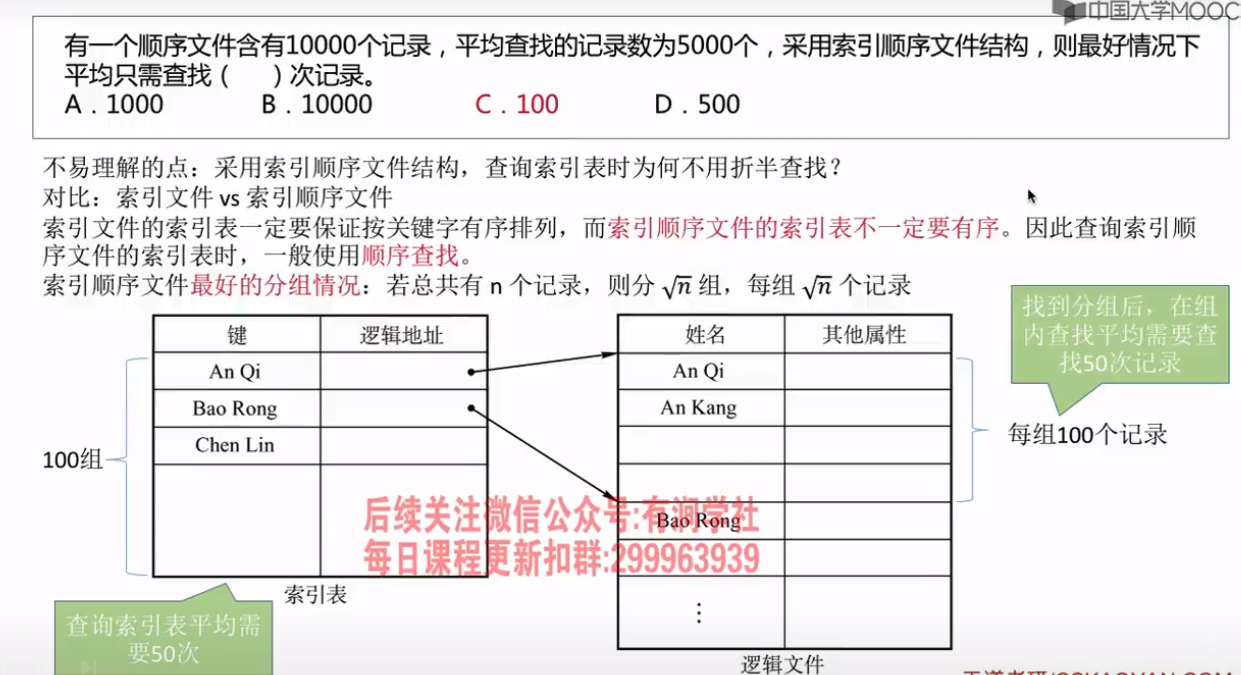 中国大学MOOC
有一个顺序文件含有10000个记录，平均查找的记录数为5000个，采用索引顺序文件结构，则最好情况下
平均只需查找（　　）次记录。
A．1000 B．10000 C．100 D．500
不易理解的点：采用索引顺序文件结构，查询索引表时为何不用折半查找？
对比：索引文件 vs 索引顺序文件
索引文件的索引表一定要保证按关键字有序排列，而索引顺序文件的索引表不一定要有序。因此查询索引顺
序文件的索引表时，一般使用顺序查找。
索引顺序文件最好的分组情况：若总共有 n 个记录，则分 √n 组，每组 √n 个记录
键 逻辑地址
An Qi
Bao Rong
Chen Lin
100组
索引表
查询索引表平均需
要50次
姓名 其他属性
An Qi
An Kang
Bao Rong
⋮
逻辑文件
找到分组后，在组
内查找平均需要查
找50次记录
每组100个记录
后续关注微信公众号:有涧学社
每日课程更新扣群:299963939